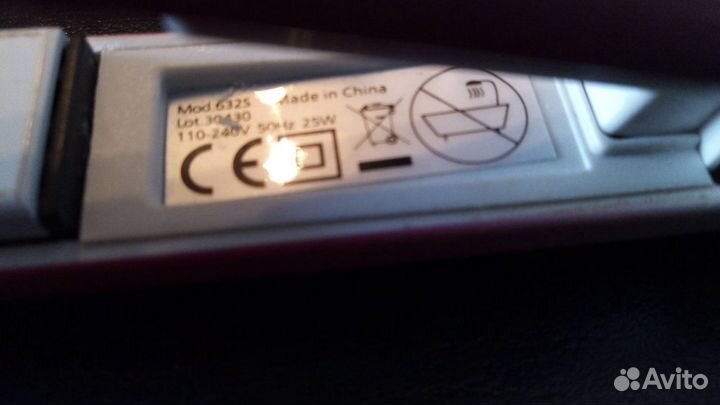 Mod.6325 Made in China
Lot.30430
110-240V 50Hz 25W
CE
Avito